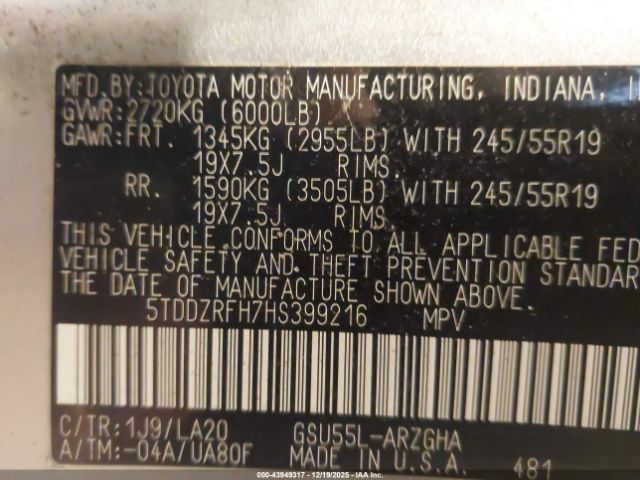 MFD.BY:TOYOTA MOTOR MANUFACTURING, INDIANA,
GVWR:2720KG (6000LB)
GAWR:FRT. 1345KG (2955LB) WITH 245/55R19
19X7.5J RIMS.
RR. 1590KG (3505LB) WITH 245/55R19
19X7.5J RIMS.
THIS VEHICLE CONFORMS TO ALL APPLICABLE FED
VEHICLE SAFETY AND THEFT PREVENTION STANDAR
THE DATE OF MANUFACTURE SHOWN ABOVE.
5TDDZRFH7HS399216 MPV
C/TR:1J9/LA20 GSU55L-ARZGHA
A/TM:-04A/UA80F MADE IN U.S.A. 481
© 43949317 - 12/19/2025 - IAA Inc.